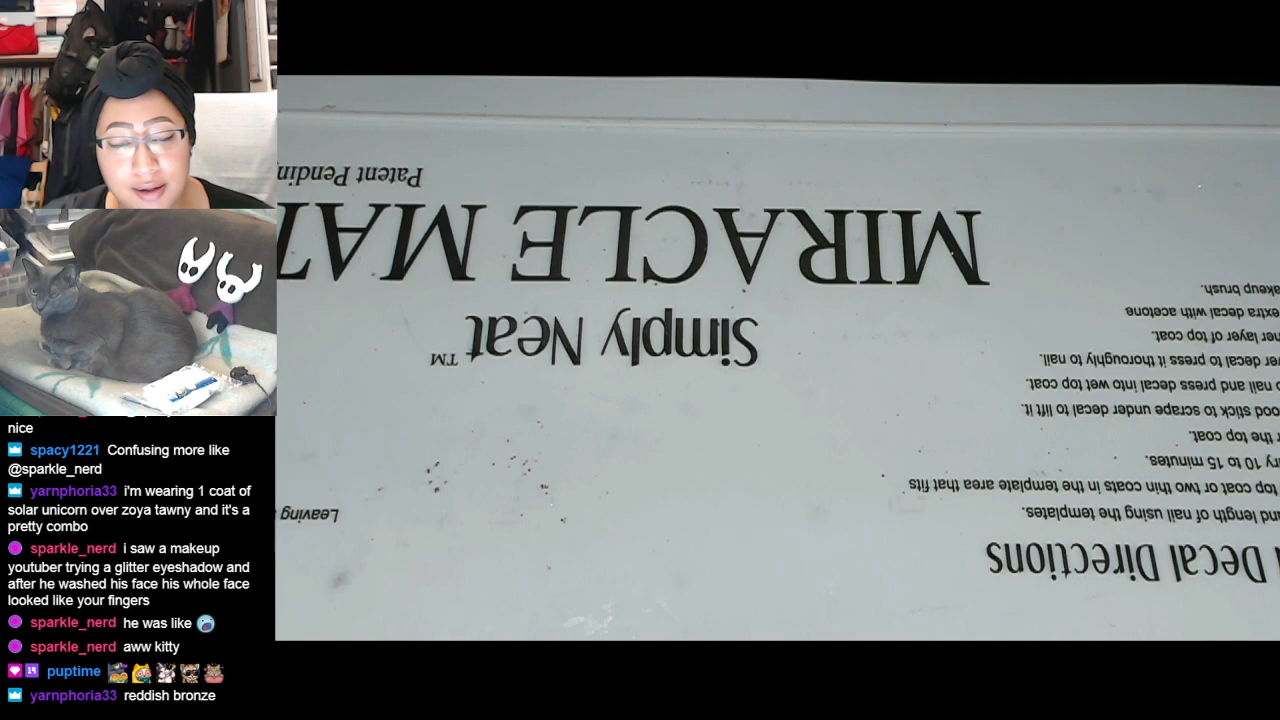 nice
spacy1221 Confusing more like
@sparkle_nerd
yarnphoria33 i'm wearing 1 coat of
solar unicorn over zoya tawny and it's a
pretty combo
sparkle_nerd i saw a makeup
youtuber trying a glitter eyeshadow and
after he washed his face his whole face
looked like your fingers
sparkle_nerd he was like
sparkle_nerd aww kitty
19 puptime
yarnphoria33 reddish bronze
Decal Directions
and length of nail using the templates.
top coat or two thin coats in the template area that fits
10 to 15 minutes.
the top coat.
stick to scrape under decal to lift it.
nail and press decal into wet top coat
decal to press it thoroughly to nail.
layer of top coat.
extra decal with acetone
brush.
Leaving
Simply Neat™
MIRACLE MAT
Patent Pending